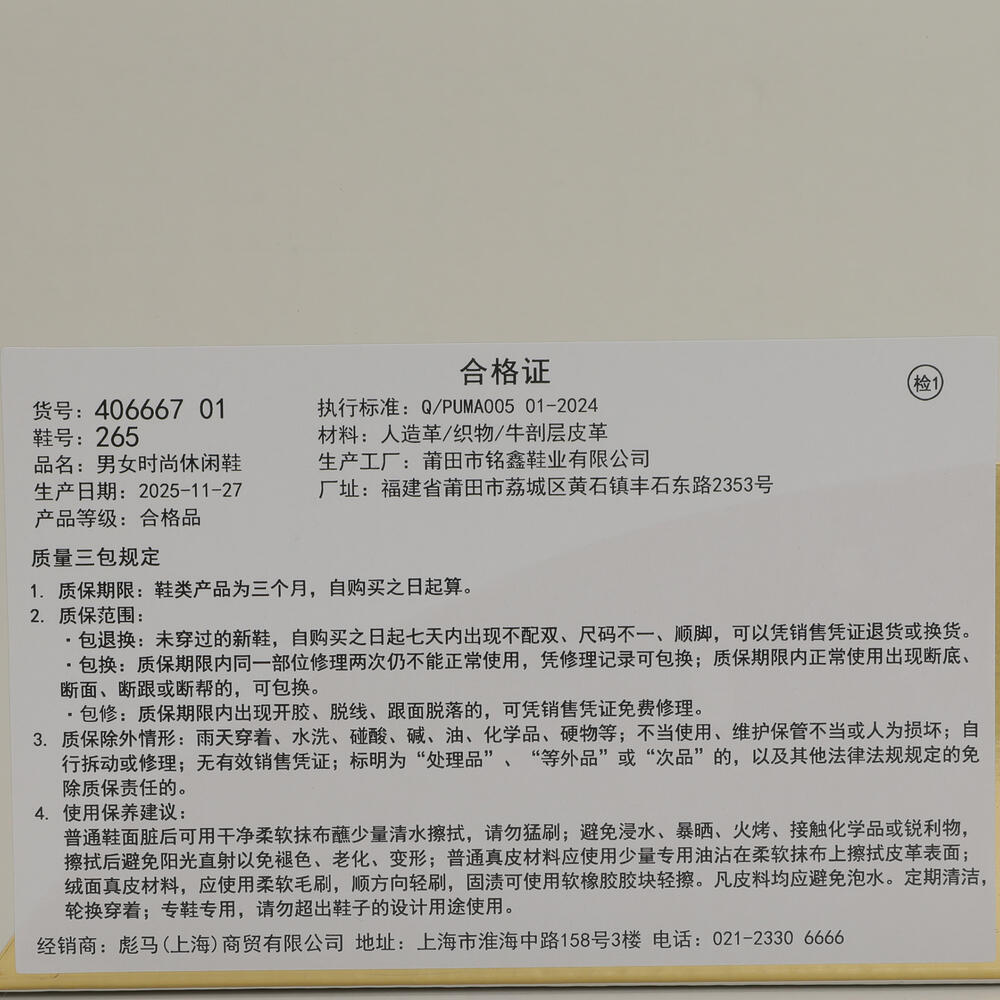 合格证
检1
货号：406667 01
鞋号：265
品名：男女时尚休闲鞋
生产日期：2025-11-27
产品等级：合格品
执行标准：Q/PUMA005 01-2024
材料：人造革/织物/牛剖层皮革
生产工厂：莆田市铭鑫鞋业有限公司
厂址：福建省莆田市荔城区黄石镇丰石东路2353号
质量三包规定
1. 质保期限：鞋类产品为三个月，自购买之日起算。
2. 质保范围：
·包退换：未穿过的新鞋，自购买之日起七天内出现不配双、尺码不一、顺脚，可以凭销售凭证退货或换货。
·包换：质保期限内同一部位修理两次仍不能正常使用，凭修理记录可包换；质保期限内正常使用出现断底、
断面、断跟或断帮的，可包换。
·包修：质保期限内出现开胶、脱线、跟面脱落的，可凭销售凭证免费修理。
3. 质保除外情形：雨天穿着、水洗、碰酸、碱、油、化学品、硬物等；不当使用、维护保管不当或人为损坏；自
行拆动或修理；无有效销售凭证；标明为“处理品”、“等外品”或“次品”的，以及其他法律法规规定的免
除质保责任的。
4. 使用保养建议：
普通鞋面脏后可用干净柔软抹布蘸少量清水擦拭，请勿猛刷；避免浸水、暴晒、火烤、接触化学品或锐利物，
擦拭后避免阳光直射以免褪色、老化、变形；普通真皮材料应使用少量专用油沾在柔软抹布上擦拭皮革表面；
绒面真皮材料，应使用柔软毛刷，顺方向轻刷，固渍可使用软橡胶胶块轻擦。凡皮料均应避免泡水。定期清洁，
轮换穿着；专鞋专用，请勿超出鞋子的设计用途使用。
经销商：彪马(上海)商贸有限公司 地址：上海市淮海中路158号3楼 电话：021-2330 6666